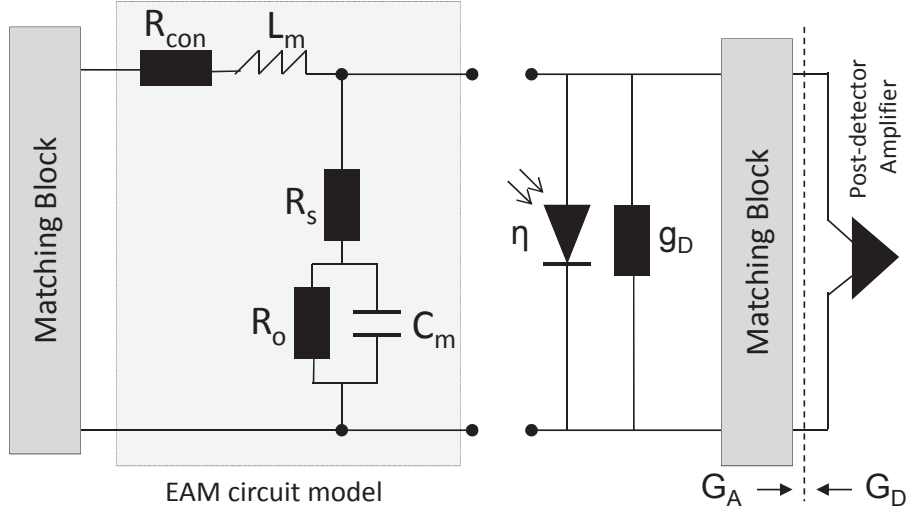 Matching Block
R_con
L_m
R_s
R_o
C_m
EAM circuit model
η
g_D
Matching Block
Post-detector
Amplifier
G_A
G_D